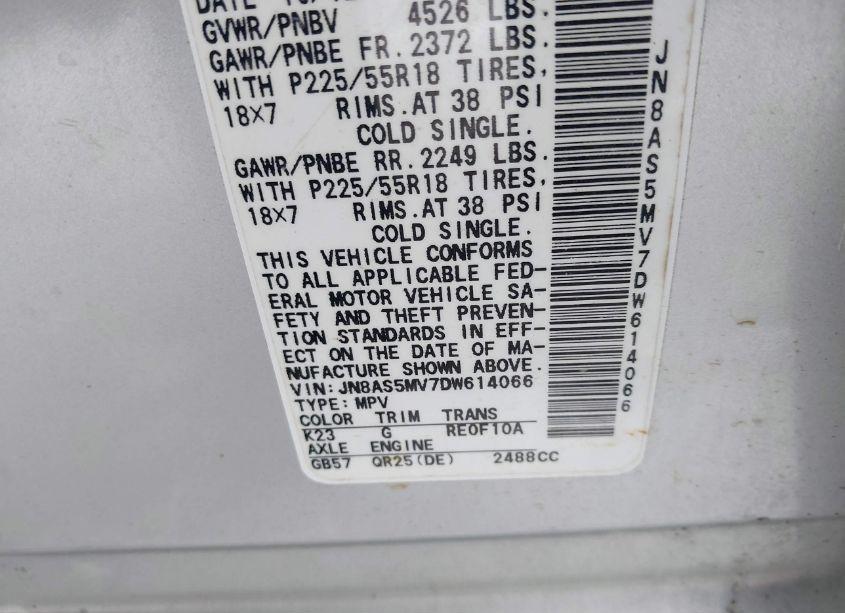 DATE
GVWR/PNBV 4526 LBS.
GAWR/PNBE FR. 2372 LBS.
WITH P225/55R18 TIRES,
18X7 RIMS.AT 38 PSI
COLD SINGLE.
GAWR/PNBE RR. 2249 LBS.
WITH P225/55R18 TIRES,
18X7 RIMS.AT 38 PSI
COLD SINGLE.
THIS VEHICLE CONFORMS
TO ALL APPLICABLE FED-
ERAL MOTOR VEHICLE SA-
FETY AND THEFT PREVEN-
TION STANDARDS IN EFF-
ECT ON THE DATE OF MA-
NUFACTURE SHOWN ABOVE.
VIN:JN8AS5MV7DW614066
TYPE:MPV
COLOR TRIM TRANS
K23 G RE0F10A
AXLE ENGINE
GB57 QR25(DE) 2488CC
JN8AS5MV7DW614066